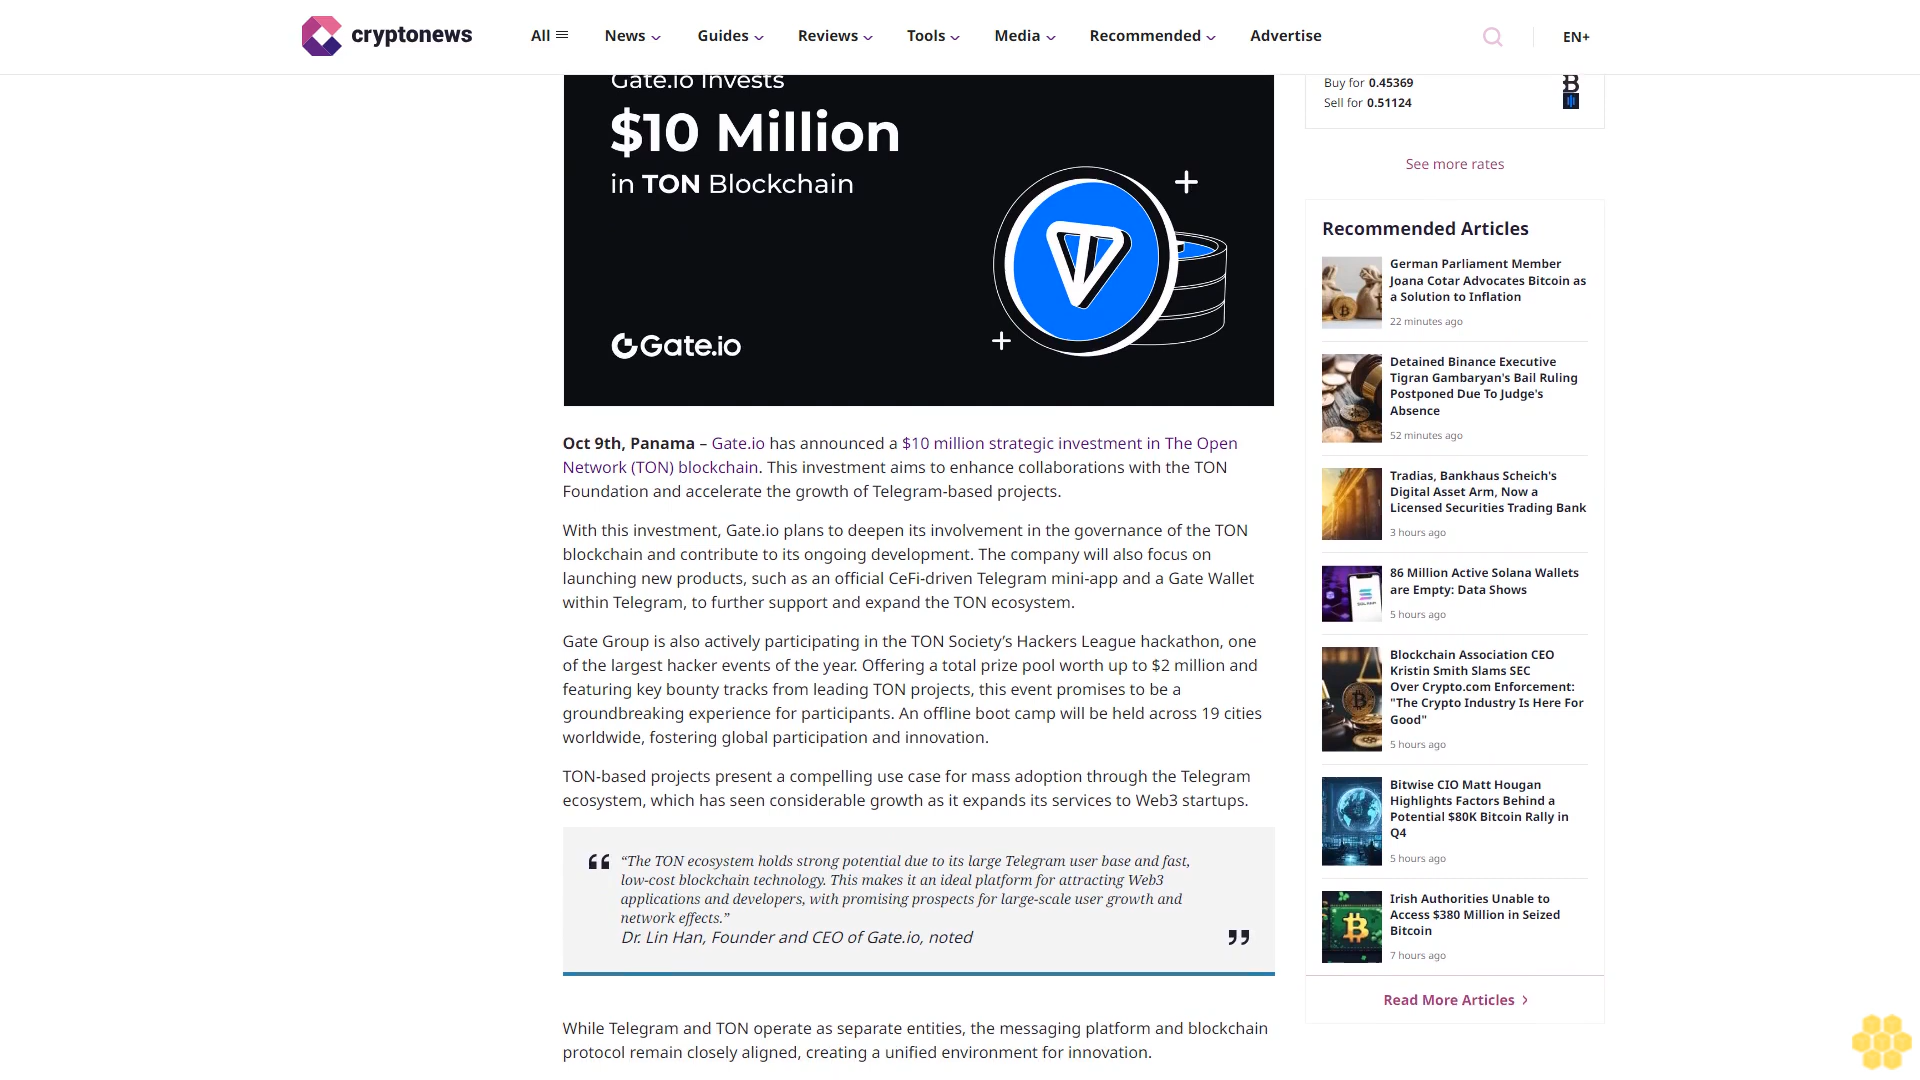 cryptonews
All
News
Guides
Reviews
Tools
Media
Recommended
Advertise
EN+
Gate.io Invests
$10 Million
in TON Blockchain
Gate.io
Oct 9th, Panama – Gate.io has announced a $10 million strategic investment in The Open
Network (TON) blockchain. This investment aims to enhance collaborations with the TON
Foundation and accelerate the growth of Telegram-based projects.
With this investment, Gate.io plans to deepen its involvement in the governance of the TON
blockchain and contribute to its ongoing development. The company will also focus on
launching new products, such as an official CeFi-driven Telegram mini-app and a Gate Wallet
within Telegram, to further support and expand the TON ecosystem.
Gate Group is also actively participating in the TON Society’s Hackers League hackathon, one
of the largest hacker events of the year. Offering a total prize pool worth up to $2 million and
featuring key bounty tracks from leading TON projects, this event promises to be a
groundbreaking experience for participants. An offline boot camp will be held across 19 cities
worldwide, fostering global participation and innovation.
TON-based projects present a compelling use case for mass adoption through the Telegram
ecosystem, which has seen considerable growth as it expands its services to Web3 startups.
“The TON ecosystem holds strong potential due to its large Telegram user base and fast,
low-cost blockchain technology. This makes it an ideal platform for attracting Web3
applications and developers, with promising prospects for large-scale user growth and
network effects.”
Dr. Lin Han, Founder and CEO of Gate.io, noted
While Telegram and TON operate as separate entities, the messaging platform and blockchain
protocol remain closely aligned, creating a unified environment for innovation.
Buy for 0.45369
Sell for 0.51124
See more rates
Recommended Articles
German Parliament Member
Joana Cotar Advocates Bitcoin as
a Solution to Inflation
22 minutes ago
Detained Binance Executive
Tigran Gambaryan's Bail Ruling
Postponed Due To Judge's
Absence
52 minutes ago
Tradias, Bankhaus Scheich's
Digital Asset Arm, Now a
Licensed Securities Trading Bank
3 hours ago
86 Million Active Solana Wallets
are Empty: Data Shows
5 hours ago
Blockchain Association CEO
Kristin Smith Slams SEC
Over Crypto.com Enforcement:
"The Crypto Industry Is Here For
Good"
5 hours ago
Bitwise CIO Matt Hougan
Highlights Factors Behind a
Potential $80K Bitcoin Rally in
Q4
5 hours ago
Irish Authorities Unable to
Access $380 Million in Seized
Bitcoin
7 hours ago
Read More Articles